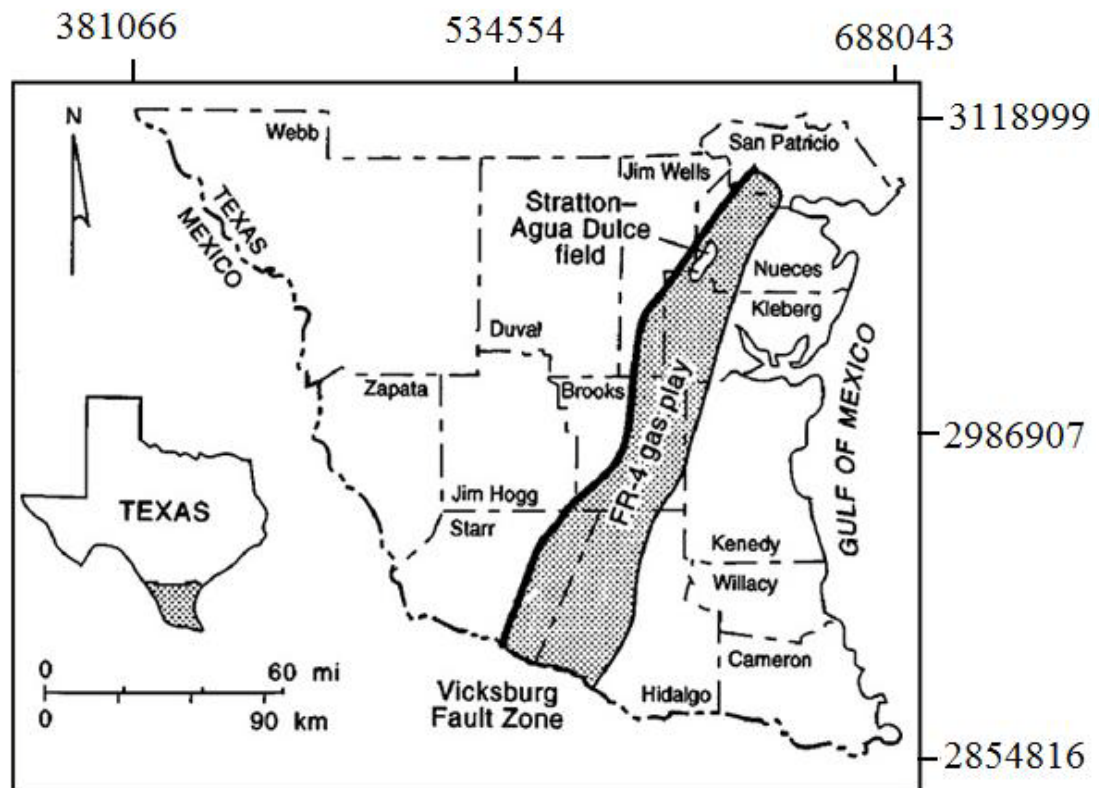 381066
534554
688043
3118999
2986907
2854816
N
Webb
San Patricio
Jim Wells
TEXAS
MEXICO
Stratton–
Agua Dulce
field
Nueces
Kleberg
Duval
Zapata
Brooks
FR-4 gas play
GULF OF MEXICO
TEXAS
Jim Hogg
Starr
Kenedy
Willacy
Cameron
Hidalgo
Vicksburg
Fault Zone
0 60 mi
0 90 km